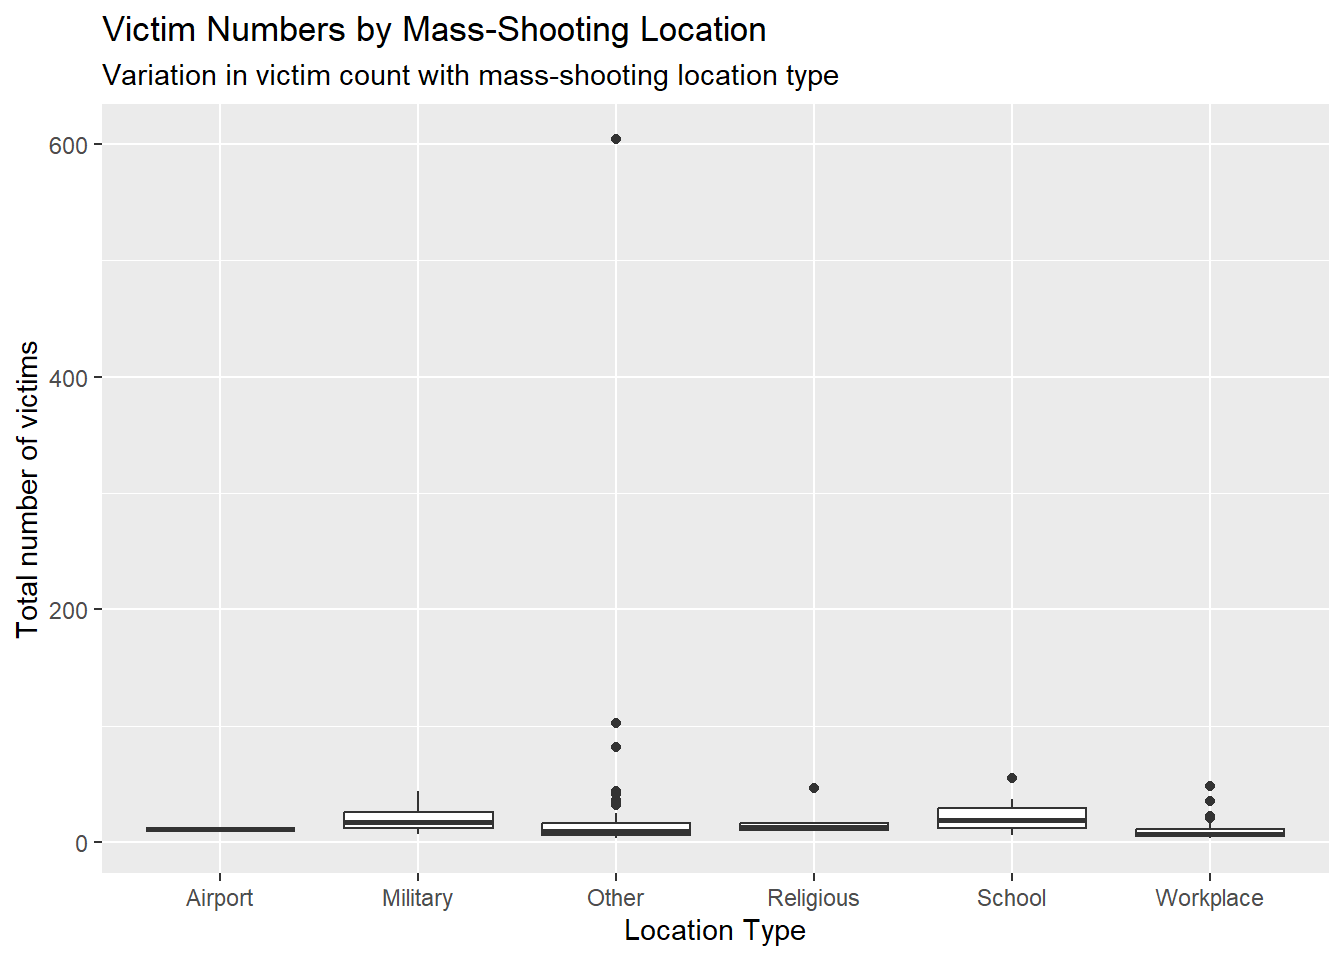 Victim Numbers by Mass-Shooting Location
Variation in victim count with mass-shooting location type
Total number of victims
600
400
200
0
Airport Military Other Religious School Workplace
Location Type